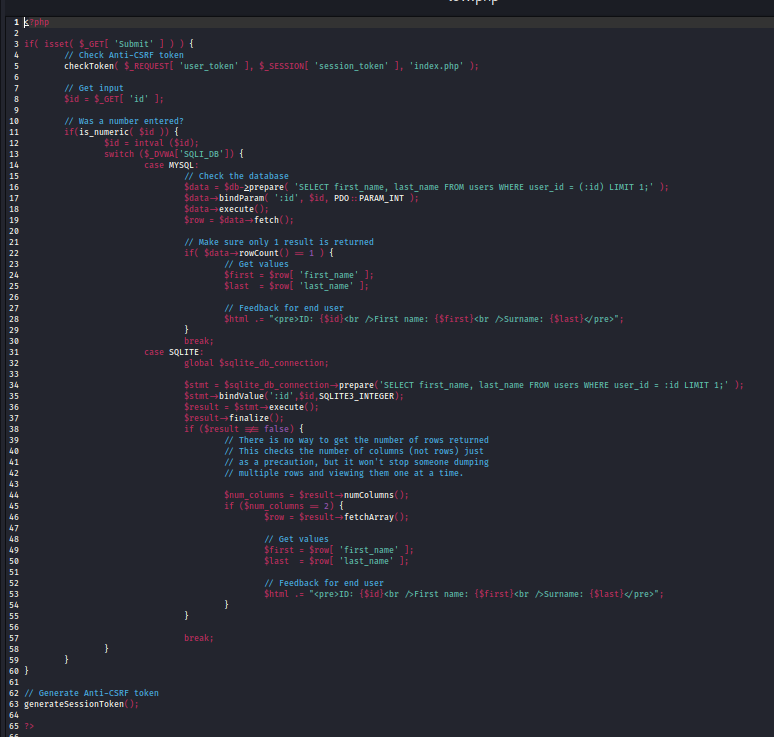 1 <?php
2
3 if( isset( $_GET[ 'Submit' ] ) ) {
4 // Check Anti-CSRF token
5 checkToken( $_REQUEST[ 'user_token' ], $_SESSION[ 'session_token' ], 'index.php' );
6
7 // Get input
8 $id = $_GET[ 'id' ];
9
10 // Was a number entered?
11 if(is_numeric( $id )) {
12 $id = intval ($id);
13 switch ($_DVWA['SQLI_DB']) {
14 case MYSQL:
15 // Check the database
16 $data = $db->prepare( 'SELECT first_name, last_name FROM users WHERE user_id = (:id) LIMIT 1;' );
17 $data->bindParam( ':id', $id, PDO::PARAM_INT );
18 $data->execute();
19 $row = $data->fetch();
20
21 // Make sure only 1 result is returned
22 if( $data->rowCount() == 1 ) {
23 // Get values
24 $first = $row[ 'first_name' ];
25 $last  = $row[ 'last_name' ];
26
27 // Feedback for end user
28 $html .= "<pre>ID: {$id}<br />First name: {$first}<br />Surname: {$last}</pre>";
29 }
30 break;
31 case SQLITE:
32 global $sqlite_db_connection;
33
34 $stmt = $sqlite_db_connection->prepare('SELECT first_name, last_name FROM users WHERE user_id = :id LIMIT 1;' );
35 $stmt->bindValue(':id',$id,SQLITE3_INTEGER);
36 $result = $stmt->execute();
37 $result->finalize();
38 if ($result !== false) {
39 // There is no way to get the number of rows returned
40 // This checks the number of columns (not rows) just
41 // as a precaution, but it won't stop someone dumping
42 // multiple rows and viewing them one at a time.
43
44 $num_columns = $result->numColumns();
45 if ($num_columns == 2) {
46 $row = $result->fetchArray();
47
48 // Get values
49 $first = $row[ 'first_name' ];
50 $last  = $row[ 'last_name' ];
51
52 // Feedback for end user
53 $html .= "<pre>ID: {$id}<br />First name: {$first}<br />Surname: {$last}</pre>";
54 }
55 }
56
57 break;
58 }
59 }
60 }
61
62 // Generate Anti-CSRF token
63 generateSessionToken();
64
65 ?>